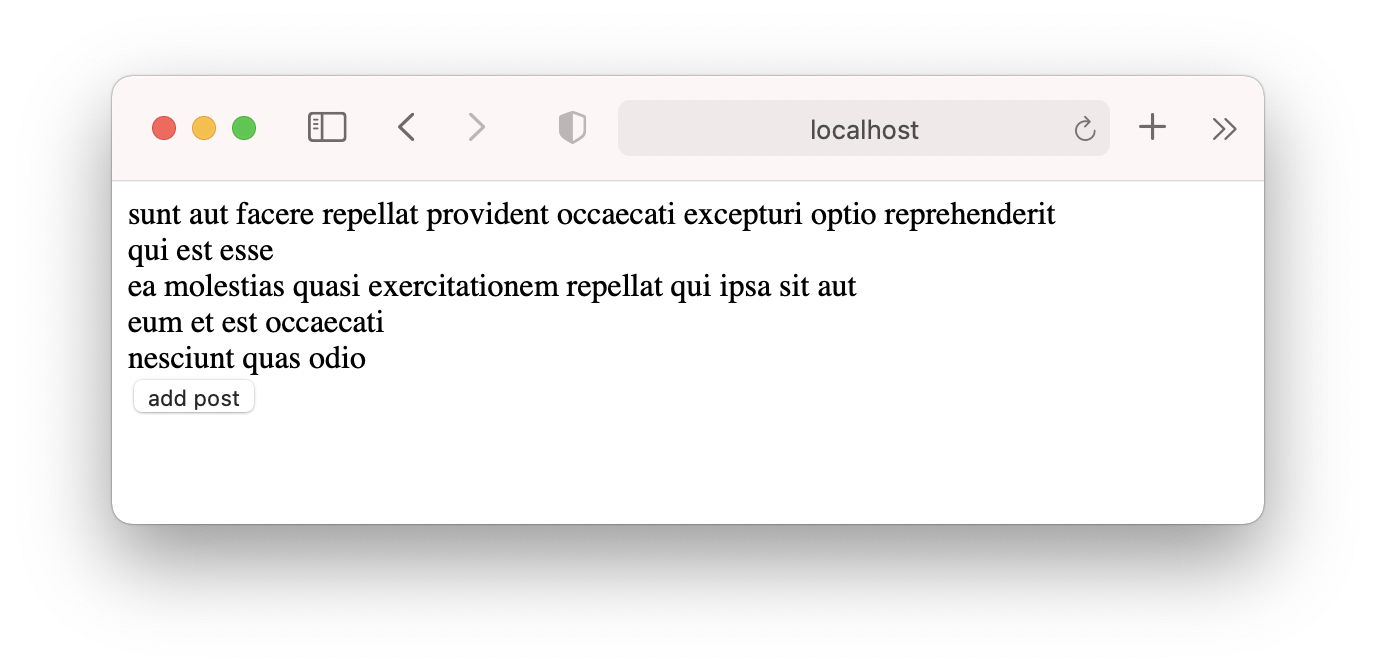 localhost
sunt aut facere repellat provident occaecati excepturi optio reprehenderit
qui est esse
ea molestias quasi exercitationem repellat qui ipsa sit aut
eum et est occaecati
nesciunt quas odio
add post